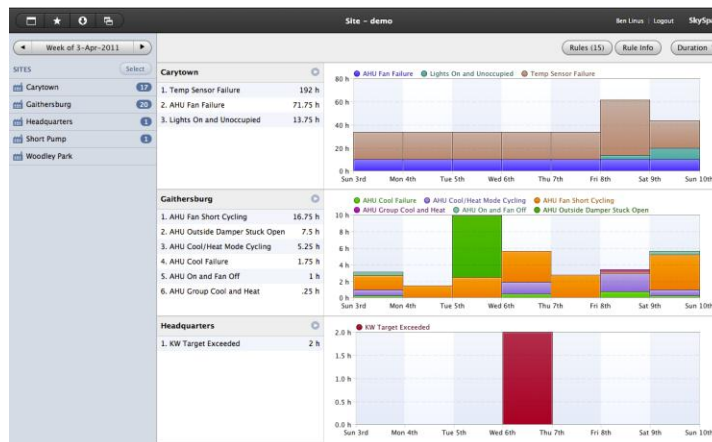 Site - demo
Ben Linus | Logout
SkySpa
Week of 3-Apr-2011
Rules (15)
Rule Info
Duration
SITES
Select
Carytown 17
Gaithersburg 20
Headquarters 1
Short Pump 1
Woodley Park
Carytown
1. Temp Sensor Failure 192 h
2. AHU Fan Failure 71.75 h
3. Lights On and Unoccupied 13.75 h
AHU Fan Failure Lights On and Unoccupied Temp Sensor Failure
80 h
60 h
40 h
20 h
0 h
Sun 3rd Mon 4th Tue 5th Wed 6th Thu 7th Fri 8th Sat 9th Sun 10th
Gaithersburg
1. AHU Fan Short Cycling 16.75 h
2. AHU Outside Damper Stuck Open 7.5 h
3. AHU Cool/Heat Mode Cycling 5.25 h
4. AHU Cool Failure 1.75 h
5. AHU On and Fan Off 1 h
6. AHU Group Cool and Heat .25 h
AHU Cool Failure AHU Cool/Heat Mode Cycling AHU Fan Short Cycling
AHU Group Cool and Heat AHU On and Fan Off AHU Outside Damper Stuck Open
10 h
8 h
6 h
4 h
2 h
0 h
Sun 3rd Mon 4th Tue 5th Wed 6th Thu 7th Fri 8th Sat 9th Sun 10th
Headquarters
1. KW Target Exceeded 2 h
KW Target Exceeded
2.0 h
1.5 h
1.0 h
0.5 h
0.0 h
Sun 3rd Mon 4th Tue 5th Wed 6th Thu 7th Fri 8th Sat 9th Sun 10th